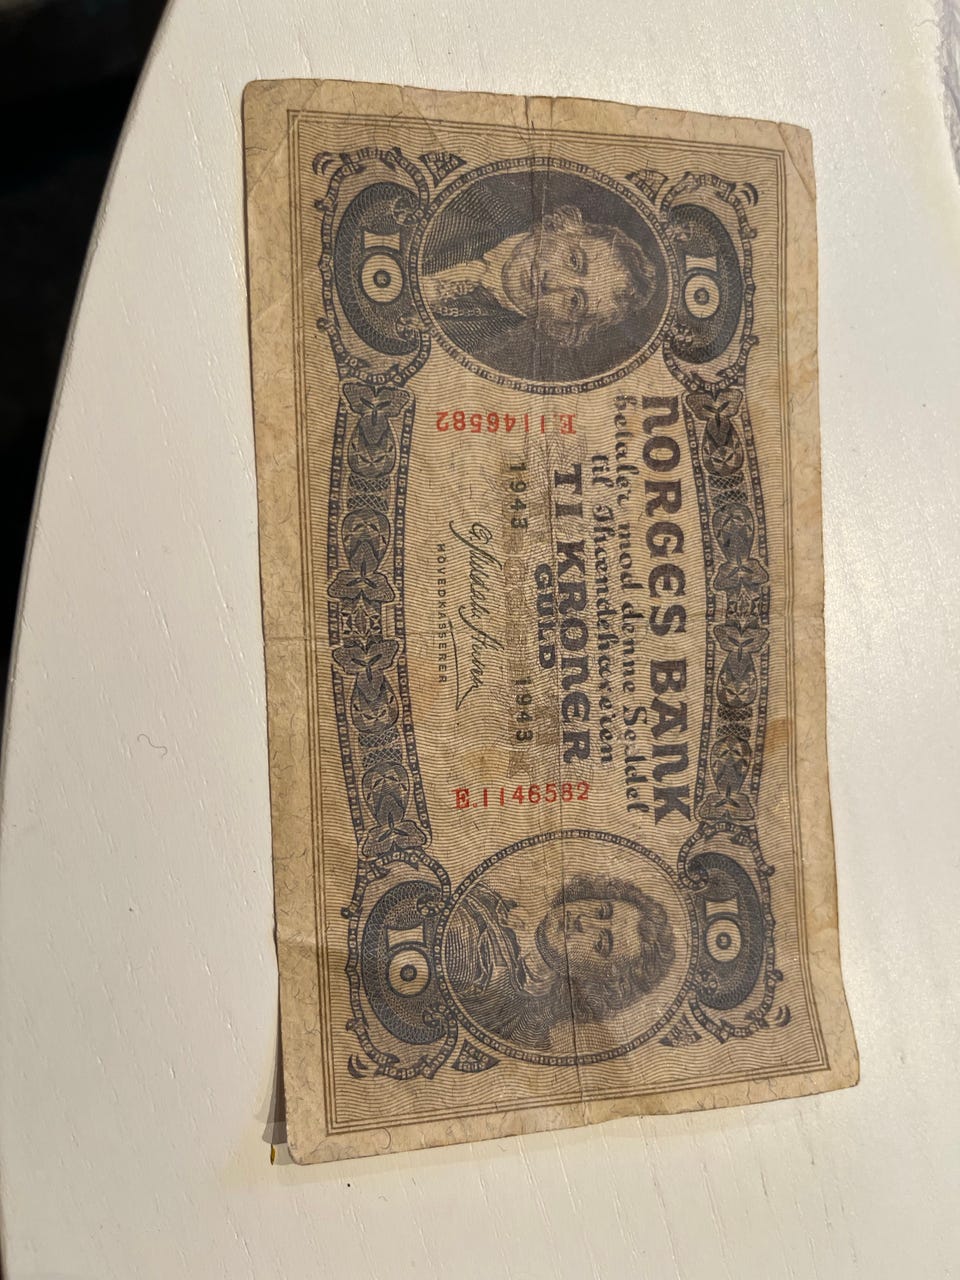 10
10
NORGES BANK
betaler mod denne Seddel
til Ihændehaveren
TI KRONER
GULD
1943 1943
E.1146582
E.1146582
HOVEDKASSERER
10
10